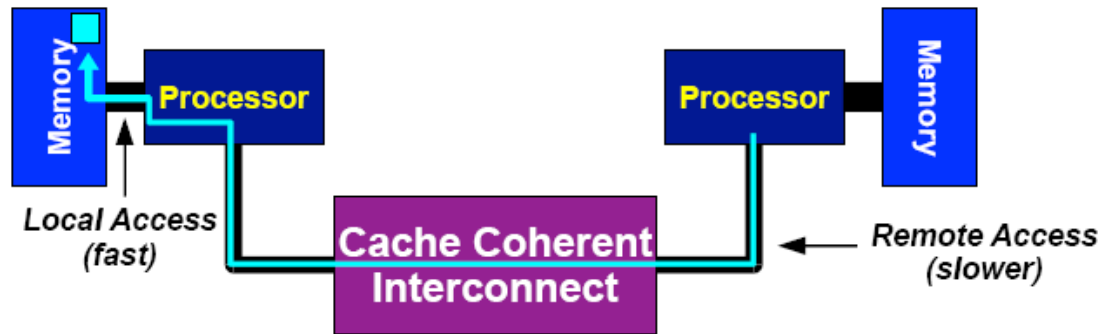 Memory
Processor
Processor
Memory
Local Access
(fast)
Cache Coherent
Interconnect
Remote Access
(slower)